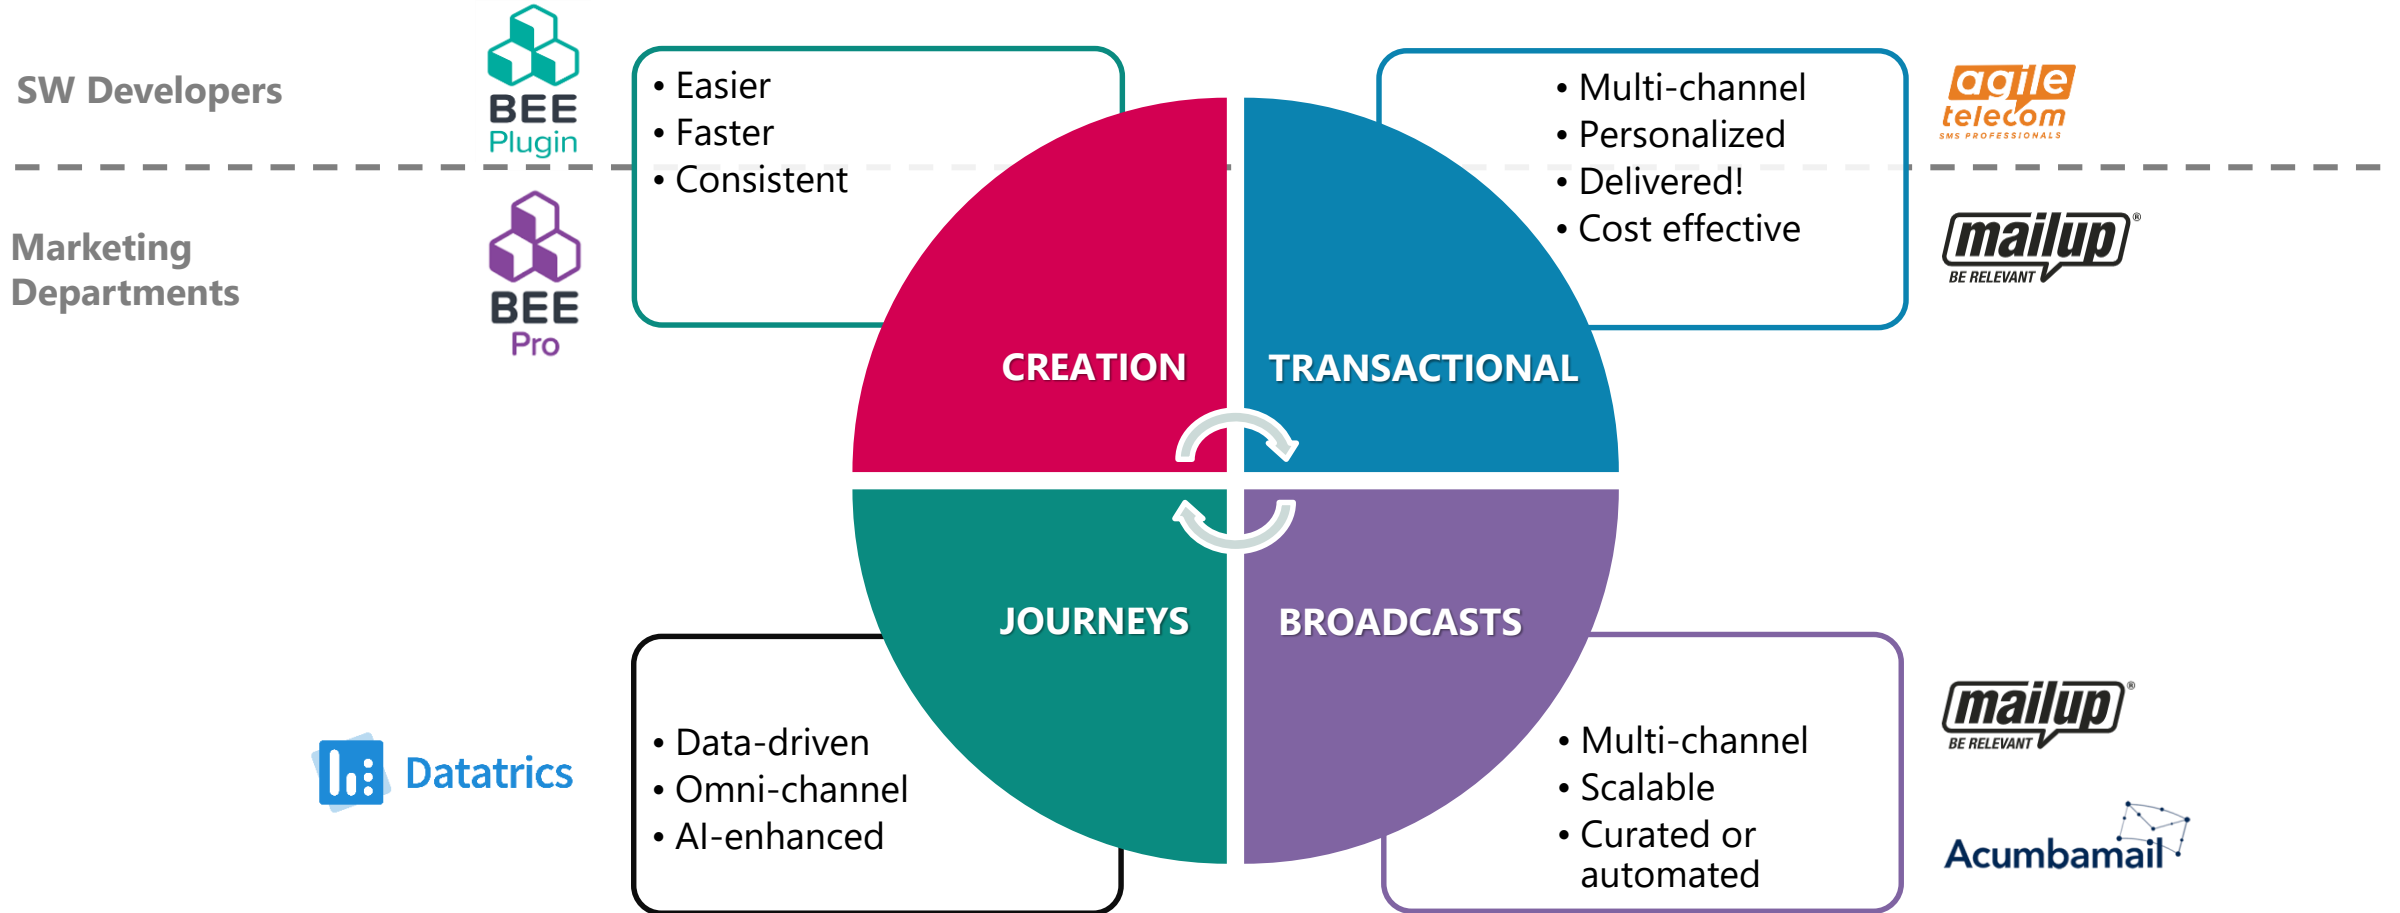 SW Developers
BEE
Plugin
• Easier
• Faster
• Consistent
• Multi-channel
• Personalized
• Delivered!
• Cost effective
agile
telecom
SMS PROFESSIONALS
Marketing
Departments
BEE
Pro
mailup®
BE RELEVANT
CREATION
TRANSACTIONAL
JOURNEYS
BROADCASTS
Datatrics
• Data-driven
• Omni-channel
• AI-enhanced
• Multi-channel
• Scalable
• Curated or
automated
mailup®
BE RELEVANT
Acumbamail